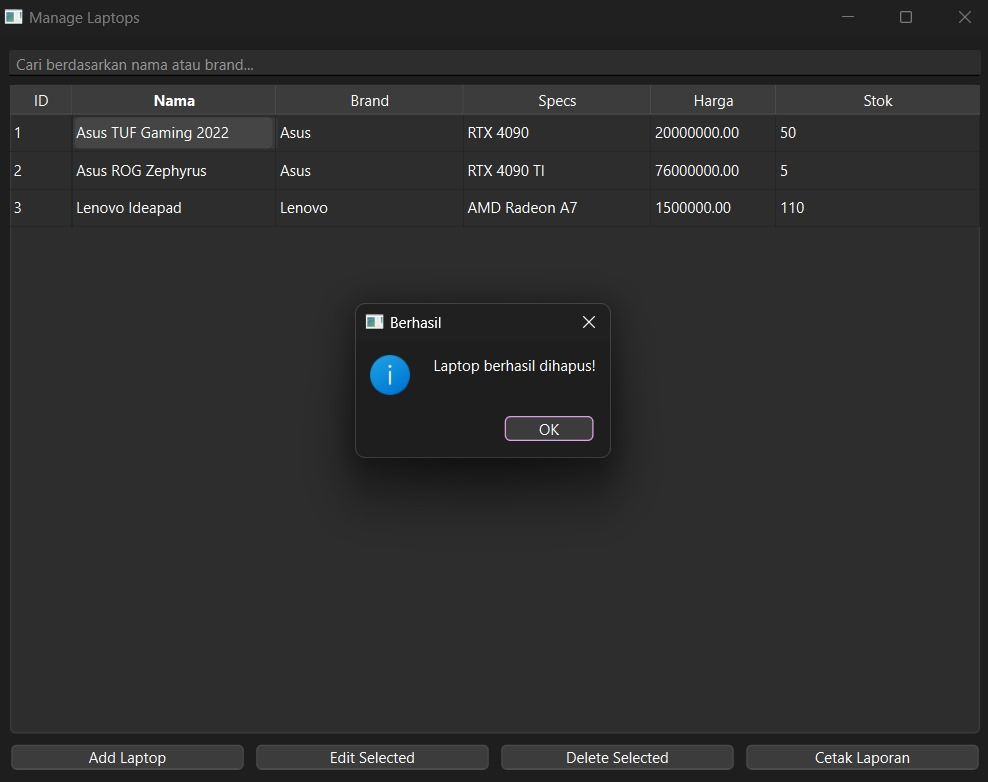 Manage Laptops
Cari berdasarkan nama atau brand...
ID Nama Brand Specs Harga Stok
1 Asus TUF Gaming 2022 Asus RTX 4090 20000000.00 50
2 Asus ROG Zephyrus Asus RTX 4090 TI 76000000.00 5
3 Lenovo Ideapad Lenovo AMD Radeon A7 1500000.00 110
Berhasil
Laptop berhasil dihapus!
OK
Add Laptop Edit Selected Delete Selected Cetak Laporan